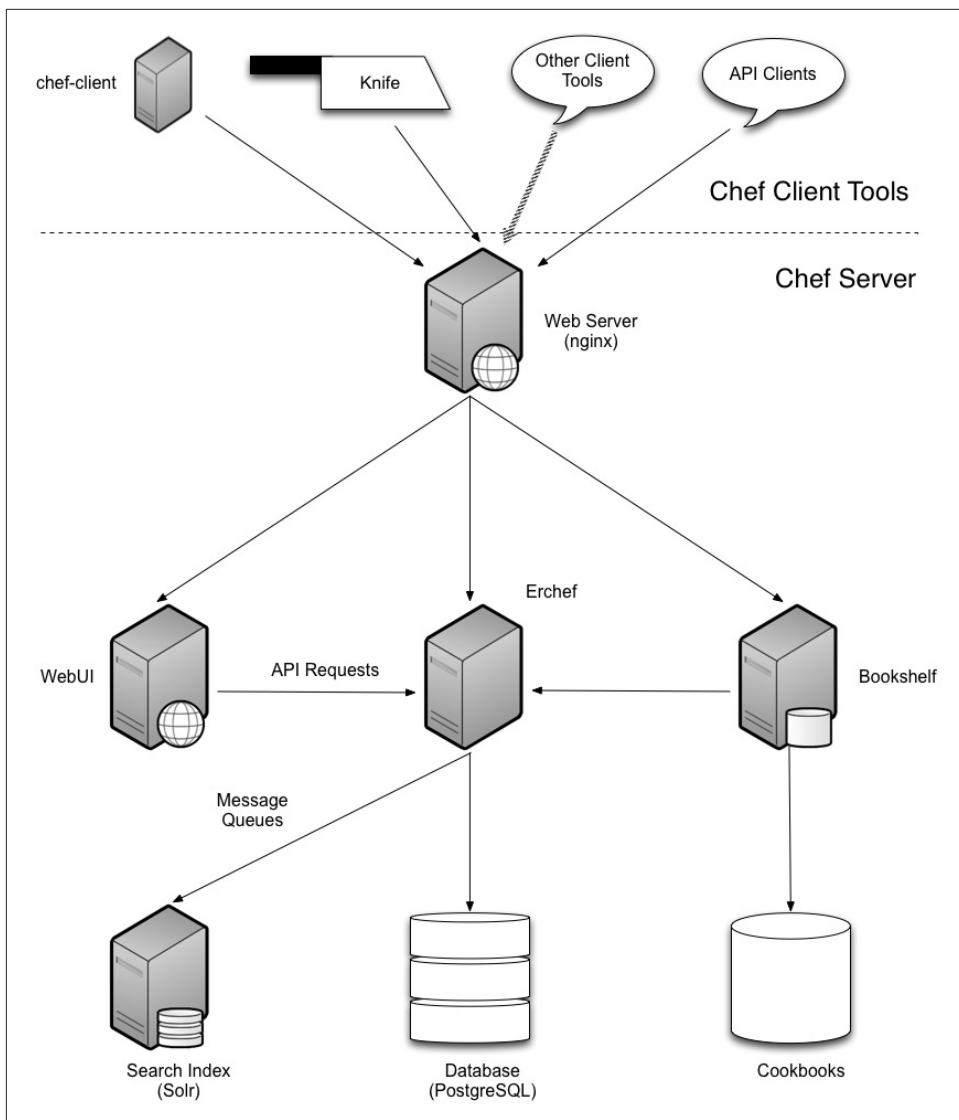 chef-client
Knife
Other Client
Tools
API Clients
Chef Client Tools
Chef Server
Web Server
(nginx)
Erchef
WebUI
API Requests
Bookshelf
Message
Queues
Search Index
(Solr)
Database
(PostgreSQL)
Cookbooks